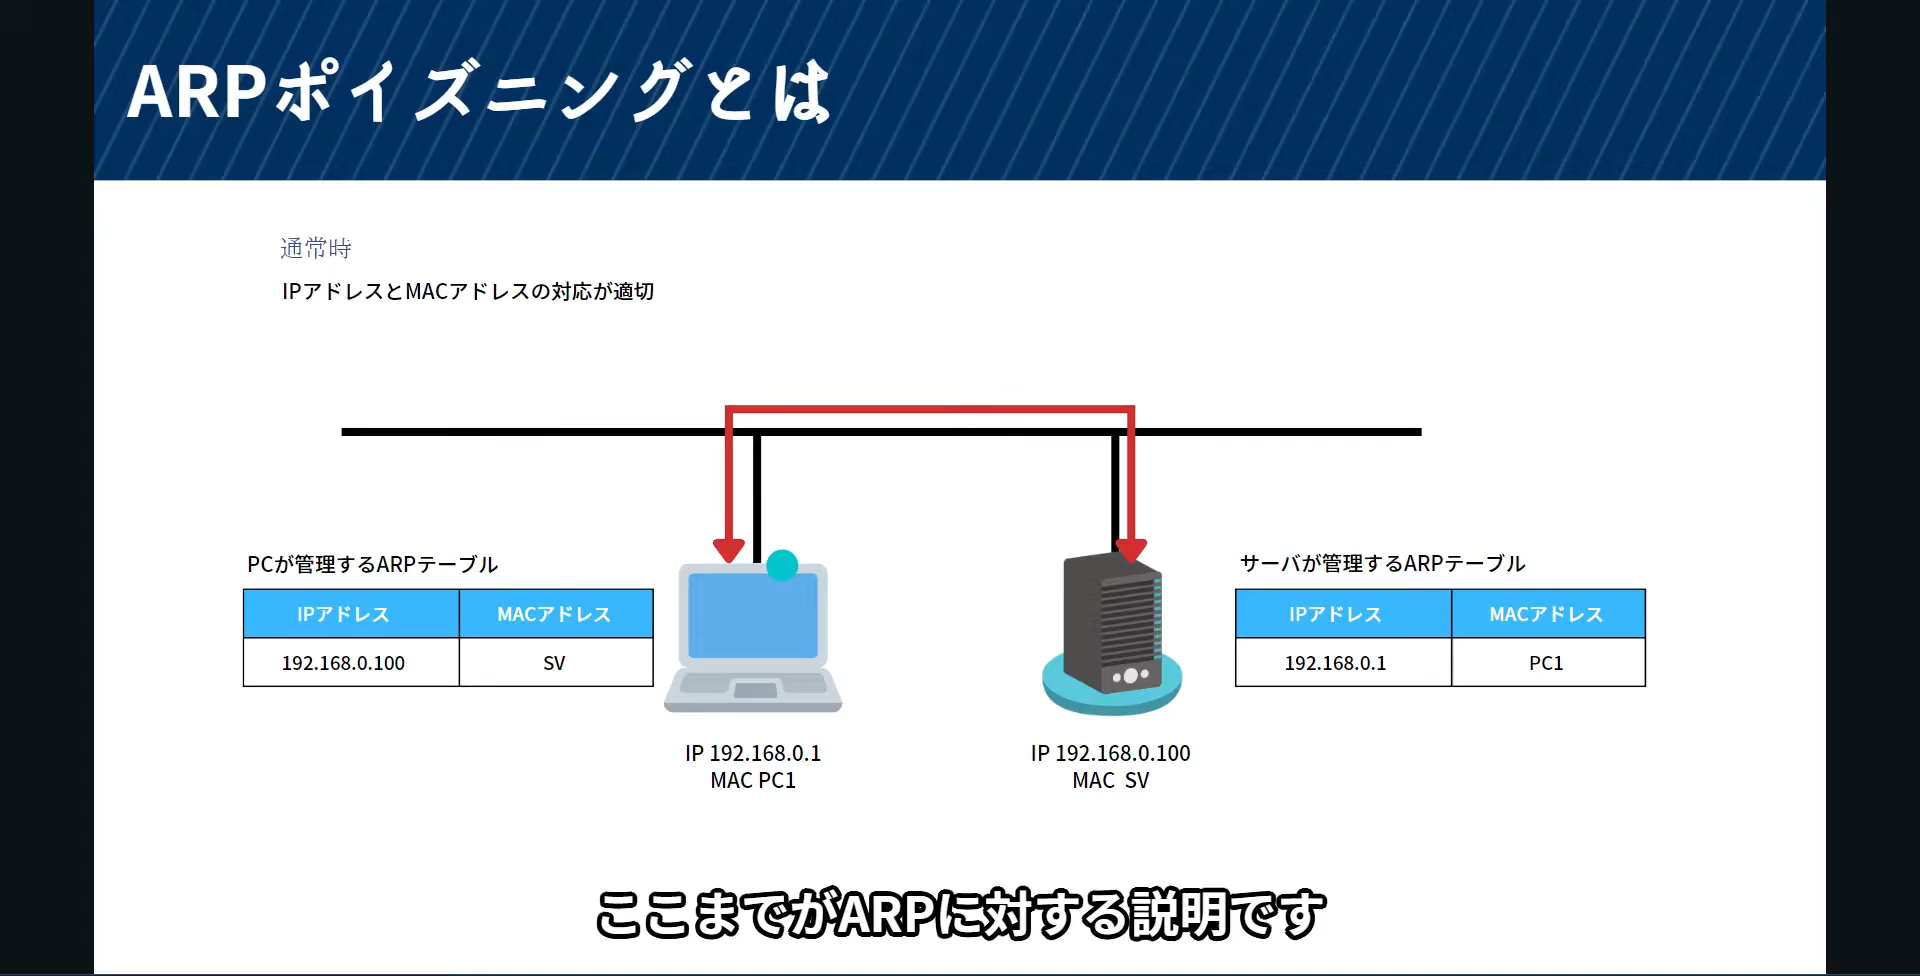 ARPポイズニングとは
通常時
IPアドレスとMACアドレスの対応が適切
PCが管理するARPテーブル
IPアドレス MACアドレス
192.168.0.100 SV
サーバが管理するARPテーブル
IPアドレス MACアドレス
192.168.0.1 PC1
IP 192.168.0.1
MAC PC1
IP 192.168.0.100
MAC SV
ここまでがARPに対する説明です